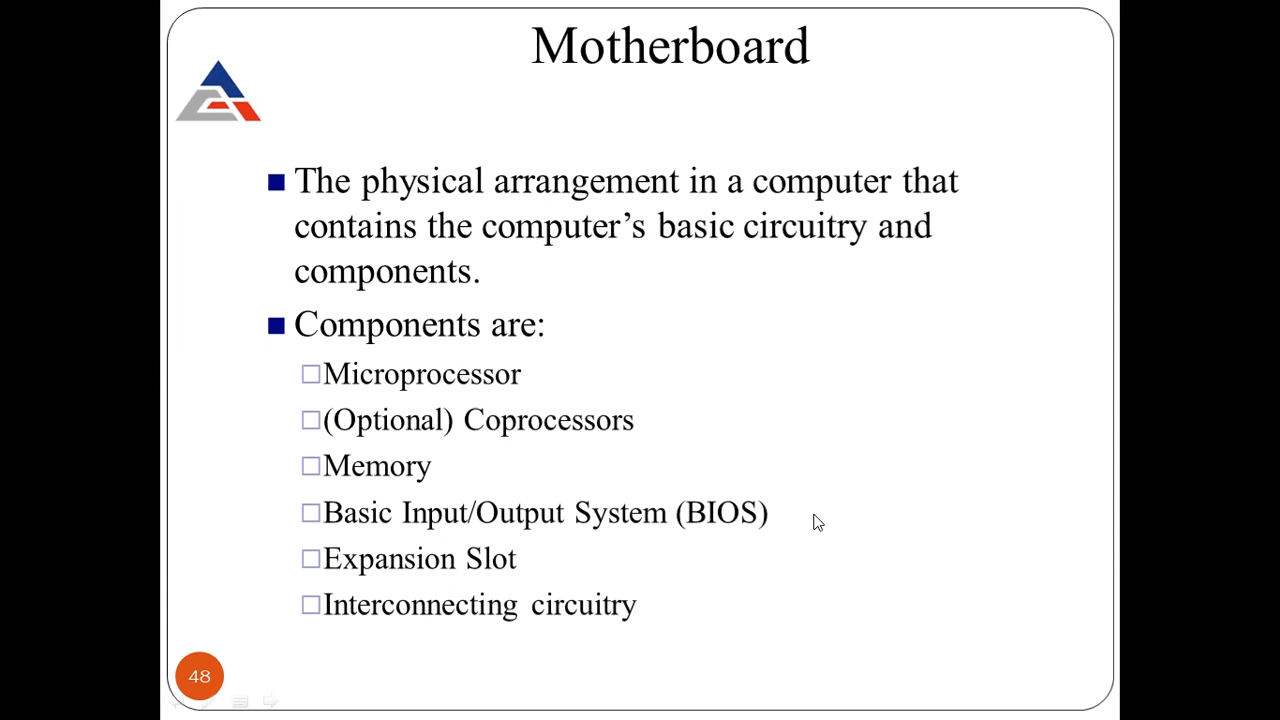 Motherboard
The physical arrangement in a computer that
contains the computer’s basic circuitry and
components.
Components are:
Microprocessor
(Optional) Coprocessors
Memory
Basic Input/Output System (BIOS)
Expansion Slot
Interconnecting circuitry
48